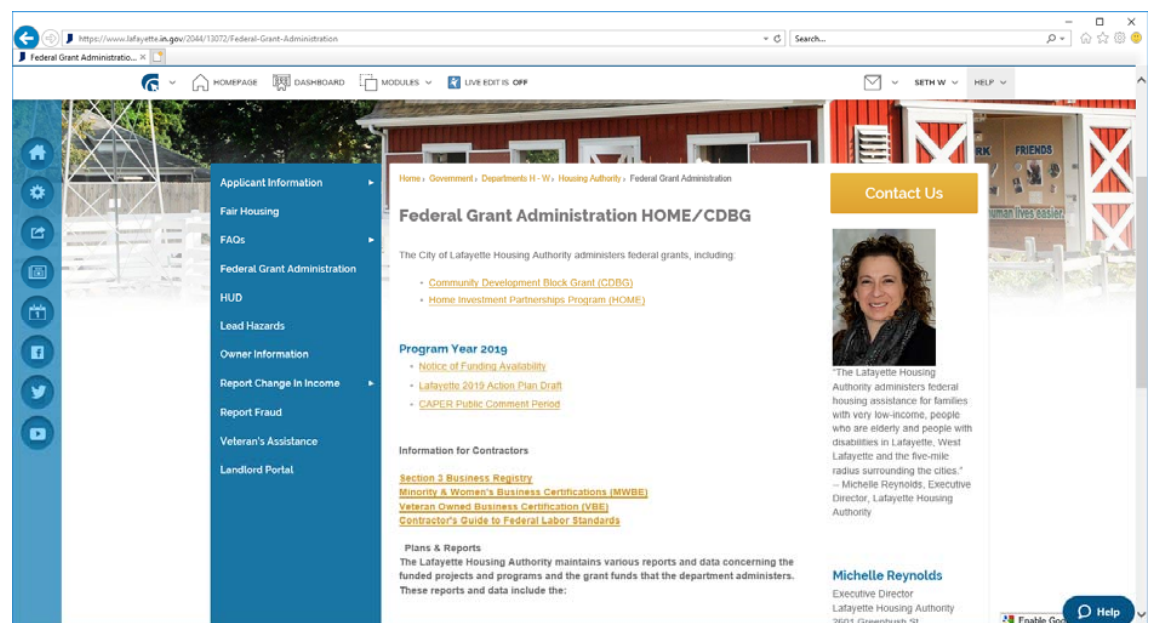 https://www.lafayette.in.gov/2044/13072/Federal-Grant-Administration
Search...
Federal Grant Administratio...
HOMEPAGE
DASHBOARD
MODULES
LIVE EDIT IS OFF
SETH W
HELP
RK FRIENDS
human lives easier.
Applicant Information
Fair Housing
FAQs
Federal Grant Administration
HUD
Lead Hazards
Owner Information
Report Change In Income
Report Fraud
Veteran's Assistance
Landlord Portal
Home › Government › Departments H - W › Housing Authority › Federal Grant Administration
Federal Grant Administration HOME/CDBG
The City of Lafayette Housing Authority administers federal grants, including:
• Community Development Block Grant (CDBG)
• Home Investment Partnerships Program (HOME)
Program Year 2019
• Notice of Funding Availability
• Lafayette 2019 Action Plan Draft
• CAPER Public Comment Period
Information for Contractors
Section 3 Business Registry
Minority & Women's Business Certifications (MWBE)
Veteran Owned Business Certification (VBE)
Contractor's Guide to Federal Labor Standards
Plans & Reports
The Lafayette Housing Authority maintains various reports and data concerning the
funded projects and programs and the grant funds that the department administers.
These reports and data include the:
Contact Us
"The Lafayette Housing
Authority administers federal
housing assistance for families
with very low-income, people
who are elderly and people with
disabilities in Lafayette, West
Lafayette and the five-mile
radius surrounding the cities."
-- Michelle Reynolds, Executive
Director, Lafayette Housing
Authority
Michelle Reynolds
Executive Director
Lafayette Housing Authority
2601 Greenbush St
Enable Goo
Help